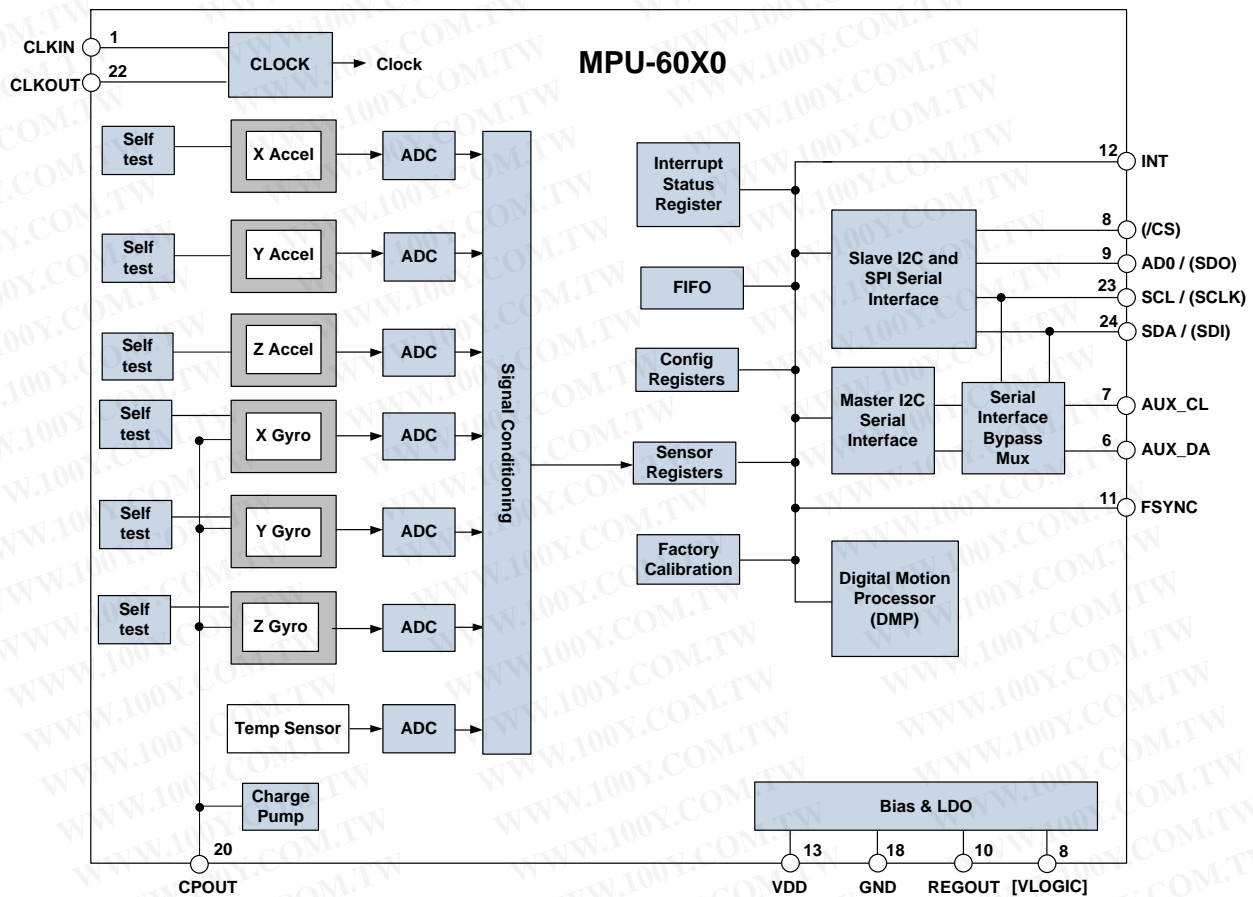 MPU-60X0
CLKIN
1
CLKOUT
22
CLOCK
Clock
Self
test
X Accel
ADC
Self
test
Y Accel
ADC
Self
test
Z Accel
ADC
Self
test
X Gyro
ADC
Self
test
Y Gyro
ADC
Self
test
Z Gyro
ADC
Temp Sensor
ADC
Charge
Pump
20
CPOUT
Signal Conditioning
Interrupt
Status
Register
FIFO
Config
Registers
Sensor
Registers
Factory
Calibration
Slave I2C and
SPI Serial
Interface
Master I2C
Serial
Interface
Serial
Interface
Bypass
Mux
Digital Motion
Processor
(DMP)
12
INT
8
(/CS)
9
AD0 / (SDO)
23
SCL / (SCLK)
24
SDA / (SDI)
7
AUX_CL
6
AUX_DA
11
FSYNC
Bias & LDO
13
VDD
18
GND
10
REGOUT
8
[VLOGIC]
WWW.100Y.COM.TW